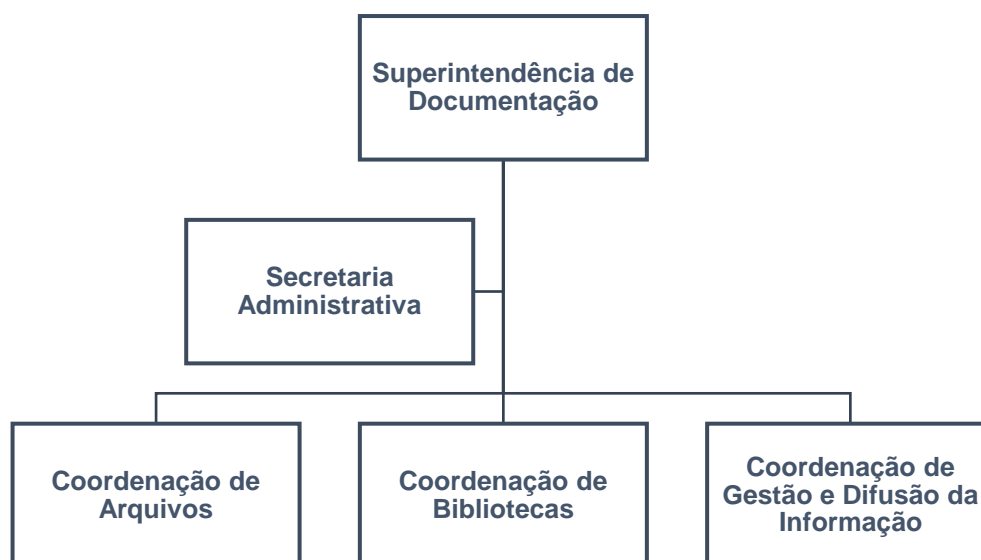 Superintendência de
Documentação
Secretaria
Administrativa
Coordenação de
Arquivos
Coordenação de
Bibliotecas
Coordenação de
Gestão e Difusão da
Informação